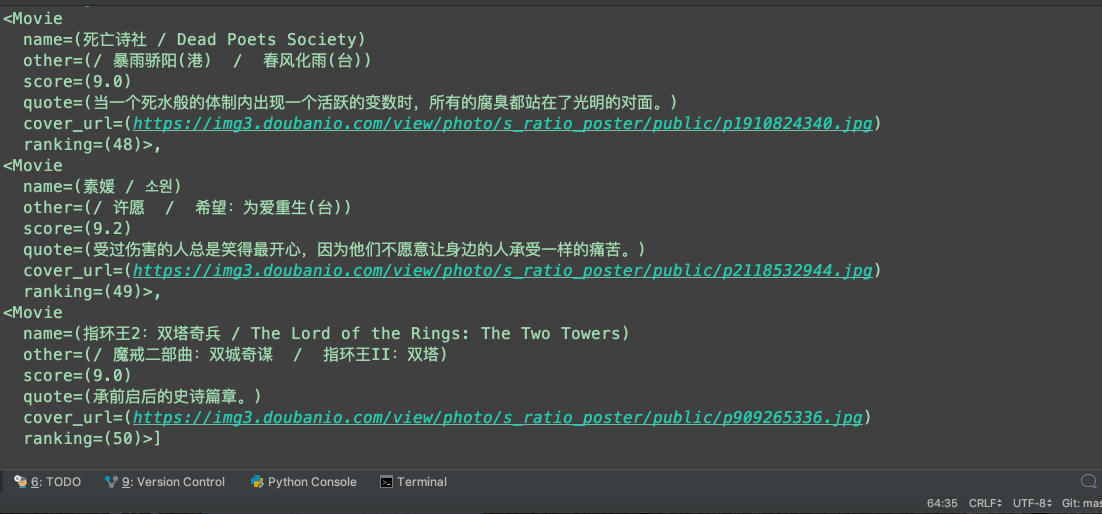 <Movie
name=(死亡诗社 / Dead Poets Society)
other=(/ 暴雨骄阳(港)  /  春风化雨(台))
score=(9.0)
quote=(当一个死水般的体制内出现一个活跃的变数时，所有的腐臭都站在了光明的对面。)
cover_url=(https://img3.doubanio.com/view/photo/s_ratio_poster/public/p1910824340.jpg)
ranking=(48)>,
<Movie
name=(素媛 / 소원)
other=(/ 许愿  /  希望：为爱重生(台))
score=(9.2)
quote=(受过伤害的人总是笑得最开心，因为他们不愿意让身边的人承受一样的痛苦。)
cover_url=(https://img3.doubanio.com/view/photo/s_ratio_poster/public/p2118532944.jpg)
ranking=(49)>,
<Movie
name=(指环王2：双塔奇兵 / The Lord of the Rings: The Two Towers)
other=(/ 魔戒二部曲：双城奇谋  /  指环王II：双塔)
score=(9.0)
quote=(承前启后的史诗篇章。)
cover_url=(https://img3.doubanio.com/view/photo/s_ratio_poster/public/p909265336.jpg)
ranking=(50)>]
6: TODO 9: Version Control Python Console Terminal
64:35 CRLF UTF-8 Git: mas